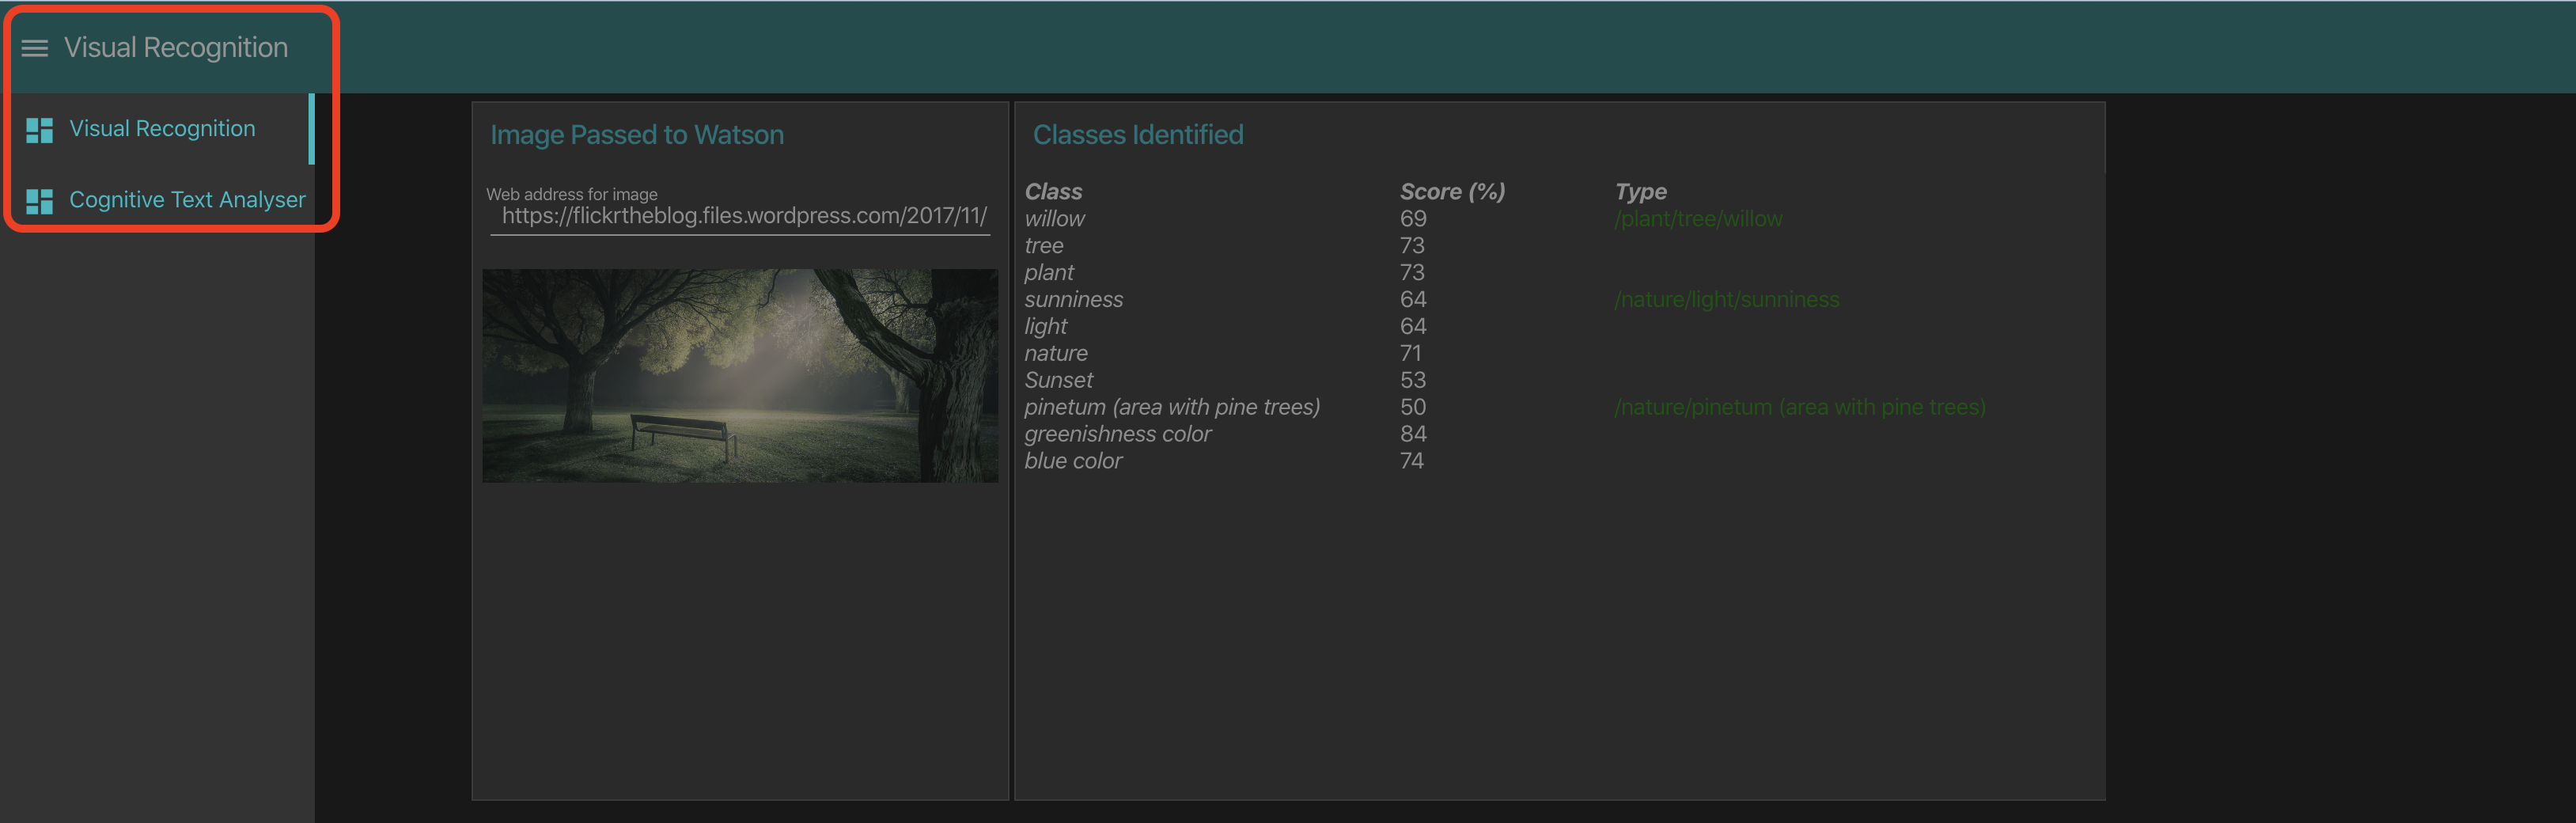 Visual Recognition
Visual Recognition
Cognitive Text Analyser
Image Passed to Watson
Web address for image
https://flickrtheblog.files.wordpress.com/2017/11/
Classes Identified
Class Score (%) Type
willow 69 /plant/tree/willow
tree 73
plant 73
sunniness 64 /nature/light/sunniness
light 64
nature 71
Sunset 53
pinetum (area with pine trees) 50 /nature/pinetum (area with pine trees)
greenishness color 84
blue color 74